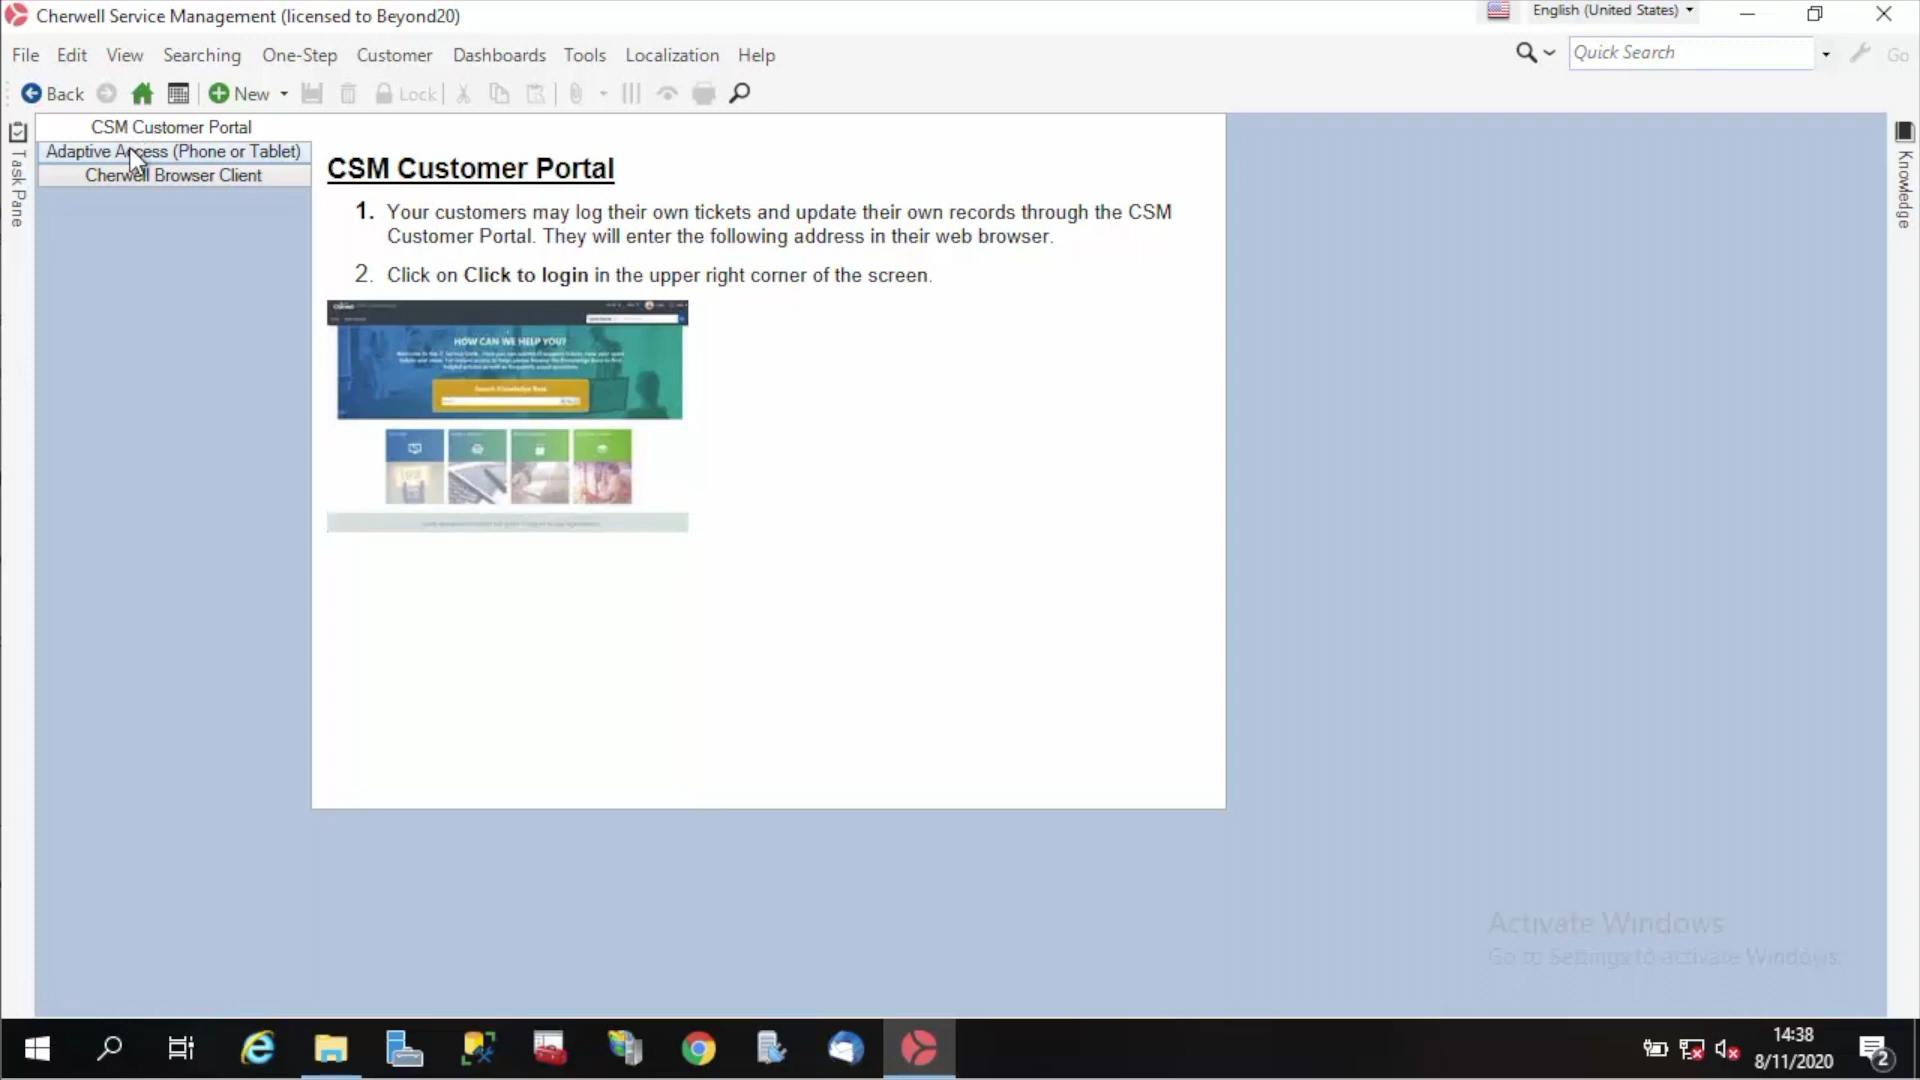 Cherwell Service Management (licensed to Beyond20)
English (United States)
File Edit View Searching One-Step Customer Dashboards Tools Localization Help
Quick Search
Go
Back
New
Lock
Task Pane
CSM Customer Portal
Adaptive Access (Phone or Tablet)
Cherwell Browser Client
CSM Customer Portal
1. Your customers may log their own tickets and update their own records through the CSM
Customer Portal. They will enter the following address in their web browser.
2. Click on Click to login in the upper right corner of the screen.
HOW CAN WE HELP YOU?
Search Knowledge Base
Knowledge
Activate Windows
Go to Settings to activate Windows.
14:38
8/11/2020
2